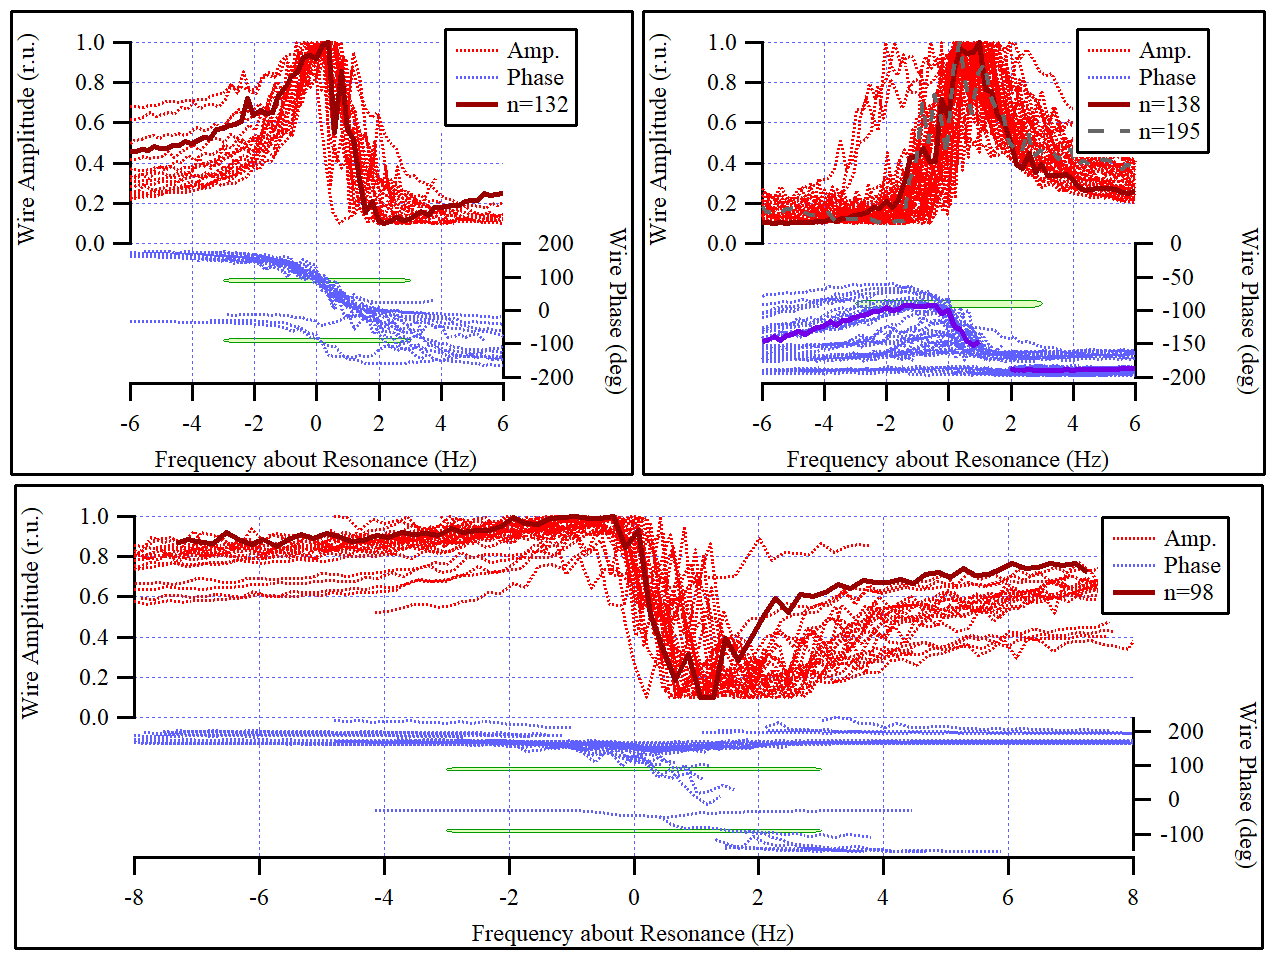 Wire Amplitude (r.u.)
1.0
0.8
0.6
0.4
0.2
0.0
Amp.
Phase
n=132
200
100
0
-100
-200
Wire Phase (deg)
-6 -4 -2 0 2 4 6
Frequency about Resonance (Hz)
Wire Amplitude (r.u.)
1.0
0.8
0.6
0.4
0.2
0.0
Amp.
Phase
n=138
n=195
0
-50
-100
-150
-200
Wire Phase (deg)
-6 -4 -2 0 2 4 6
Frequency about Resonance (Hz)
Wire Amplitude (r.u.)
1.0
0.8
0.6
0.4
0.2
0.0
Amp.
Phase
n=98
200
100
0
-100
Wire Phase (deg)
-8 -6 -4 -2 0 2 4 6 8
Frequency about Resonance (Hz)